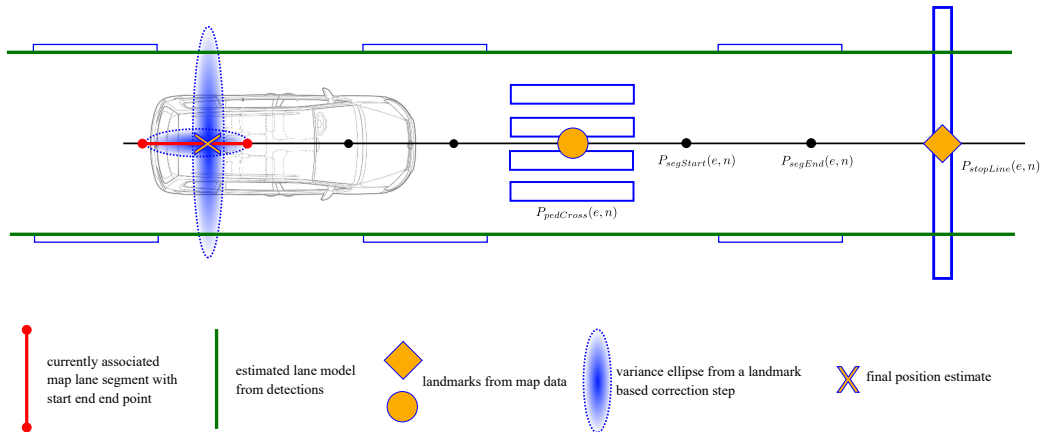 P_{segStart}(e, n)
P_{segEnd}(e, n)
P_{stopLine}(e, n)
P_{pedCross}(e, n)
currently associated
map lane segment with
start end end point
estimated lane model
from detections
landmarks from map data
variance ellipse from a landmark
based correction step
final position estimate